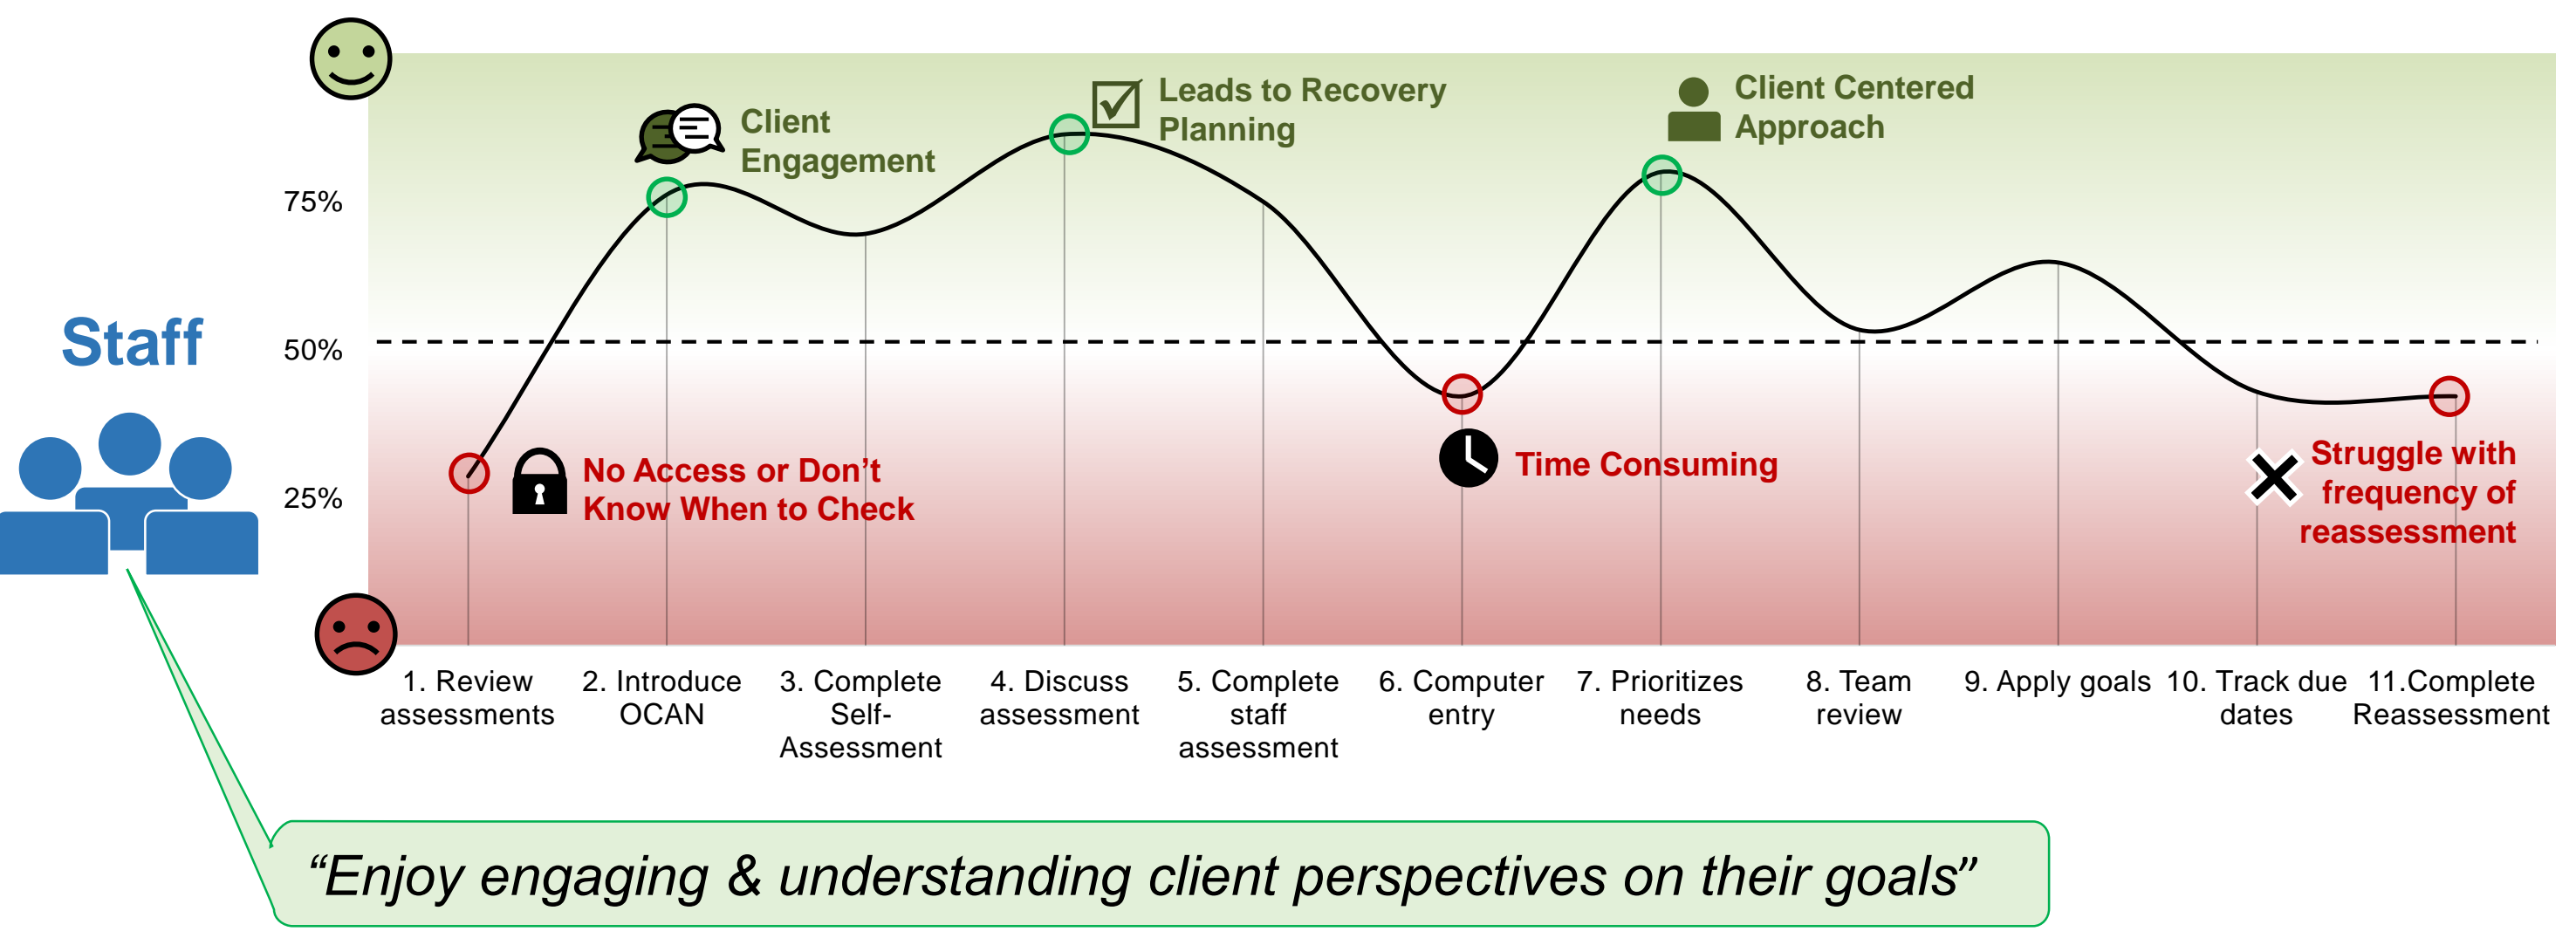 Client
Engagement
Leads to Recovery
Planning
Client Centered
Approach
75%
Staff
50%
25%
No Access or Don't
Know When to Check
Time Consuming
Struggle with
frequency of
reassessment
1. Review
assessments
2. Introduce
OCAN
3. Complete
Self-
Assessment
4. Discuss
assessment
5. Complete
staff
assessment
6. Computer
entry
7. Prioritizes
needs
8. Team
review
9. Apply goals
10. Track due
dates
11.Complete
Reassessment
“Enjoy engaging & understanding client perspectives on their goals”